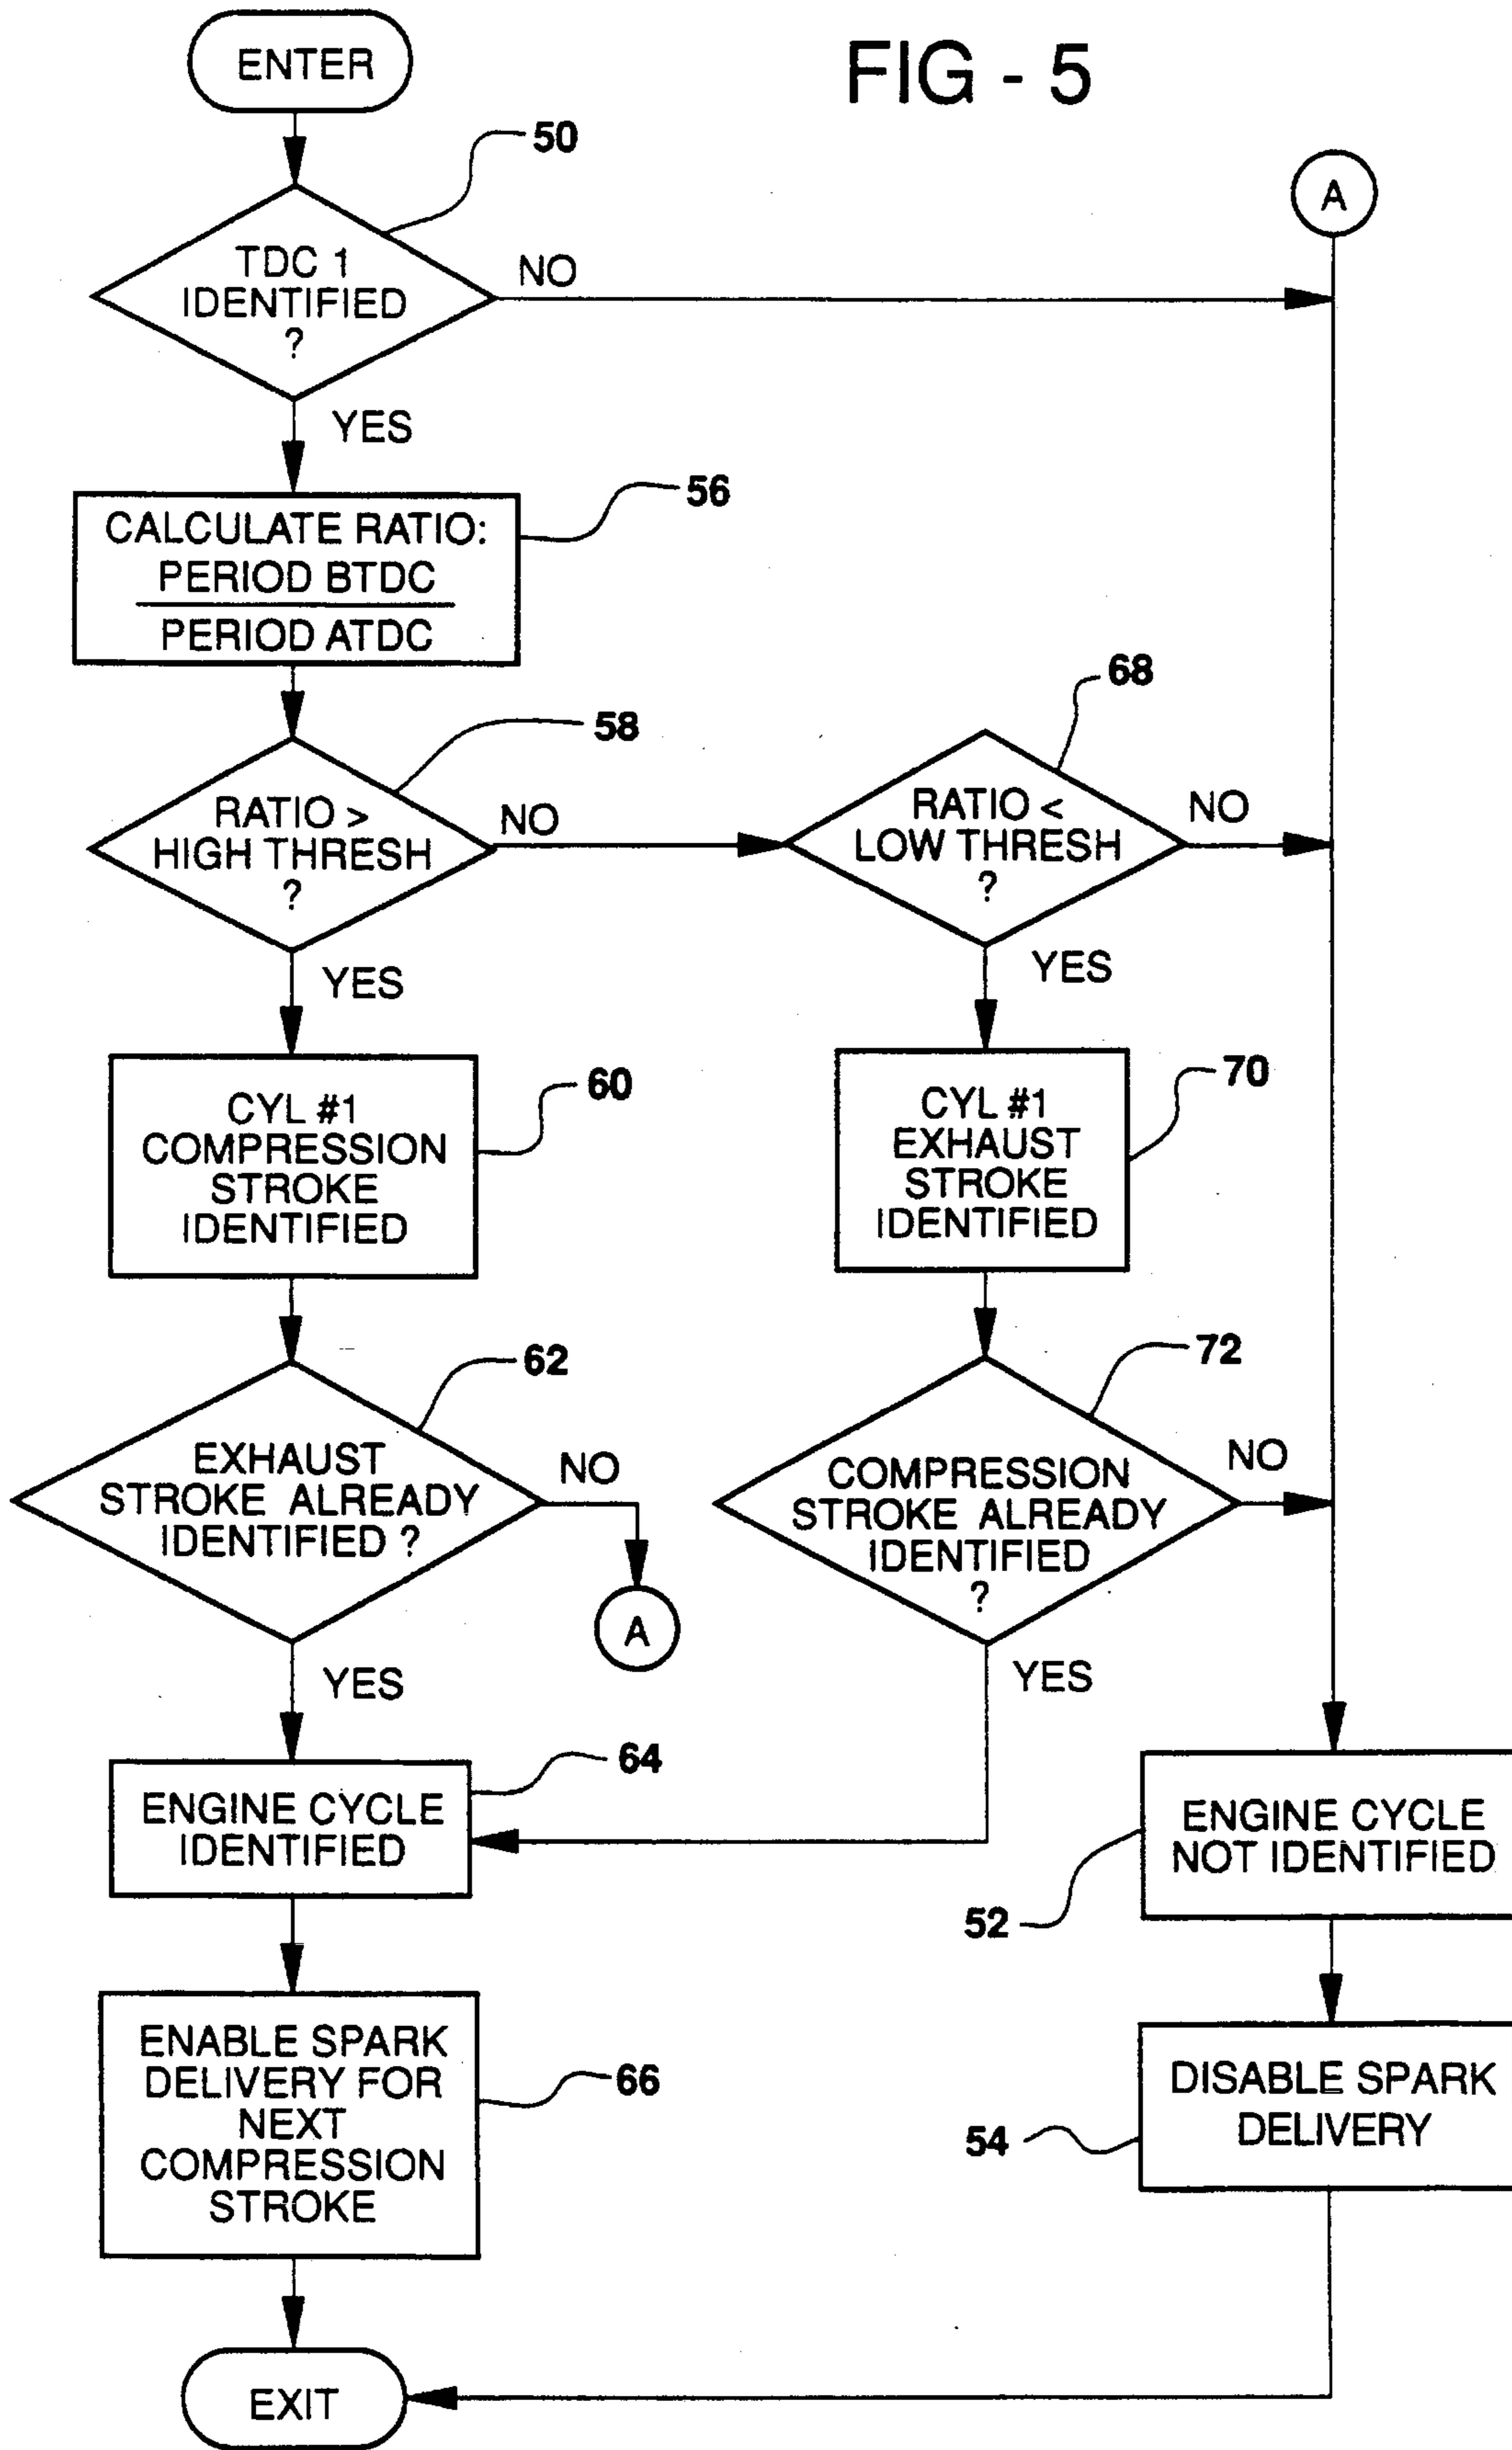 ENTER
FIG - 5
50
A
TDC 1
IDENTIFIED
?
NO
YES
56
CALCULATE RATIO:
PERIOD BTDC
PERIOD ATDC
58
RATIO >
HIGH THRESH
?
NO
YES
68
RATIO <
LOW THRESH
?
NO
YES
60
CYL #1
COMPRESSION
STROKE
IDENTIFIED
70
CYL #1
EXHAUST
STROKE
IDENTIFIED
62
EXHAUST
STROKE ALREADY
IDENTIFIED ?
NO
A
YES
72
COMPRESSION
STROKE ALREADY
IDENTIFIED
?
NO
YES
64
ENGINE CYCLE
IDENTIFIED
52
ENGINE CYCLE
NOT IDENTIFIED
66
ENABLE SPARK
DELIVERY FOR
NEXT
COMPRESSION
STROKE
54
DISABLE SPARK
DELIVERY
EXIT